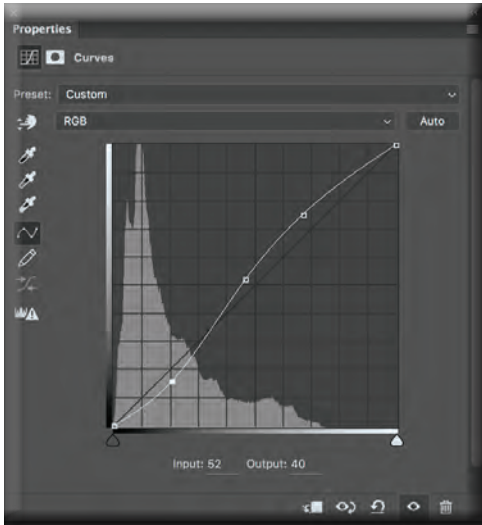 Properties
Curves
Preset: Custom
RGB
Auto
Input: 52 Output: 40